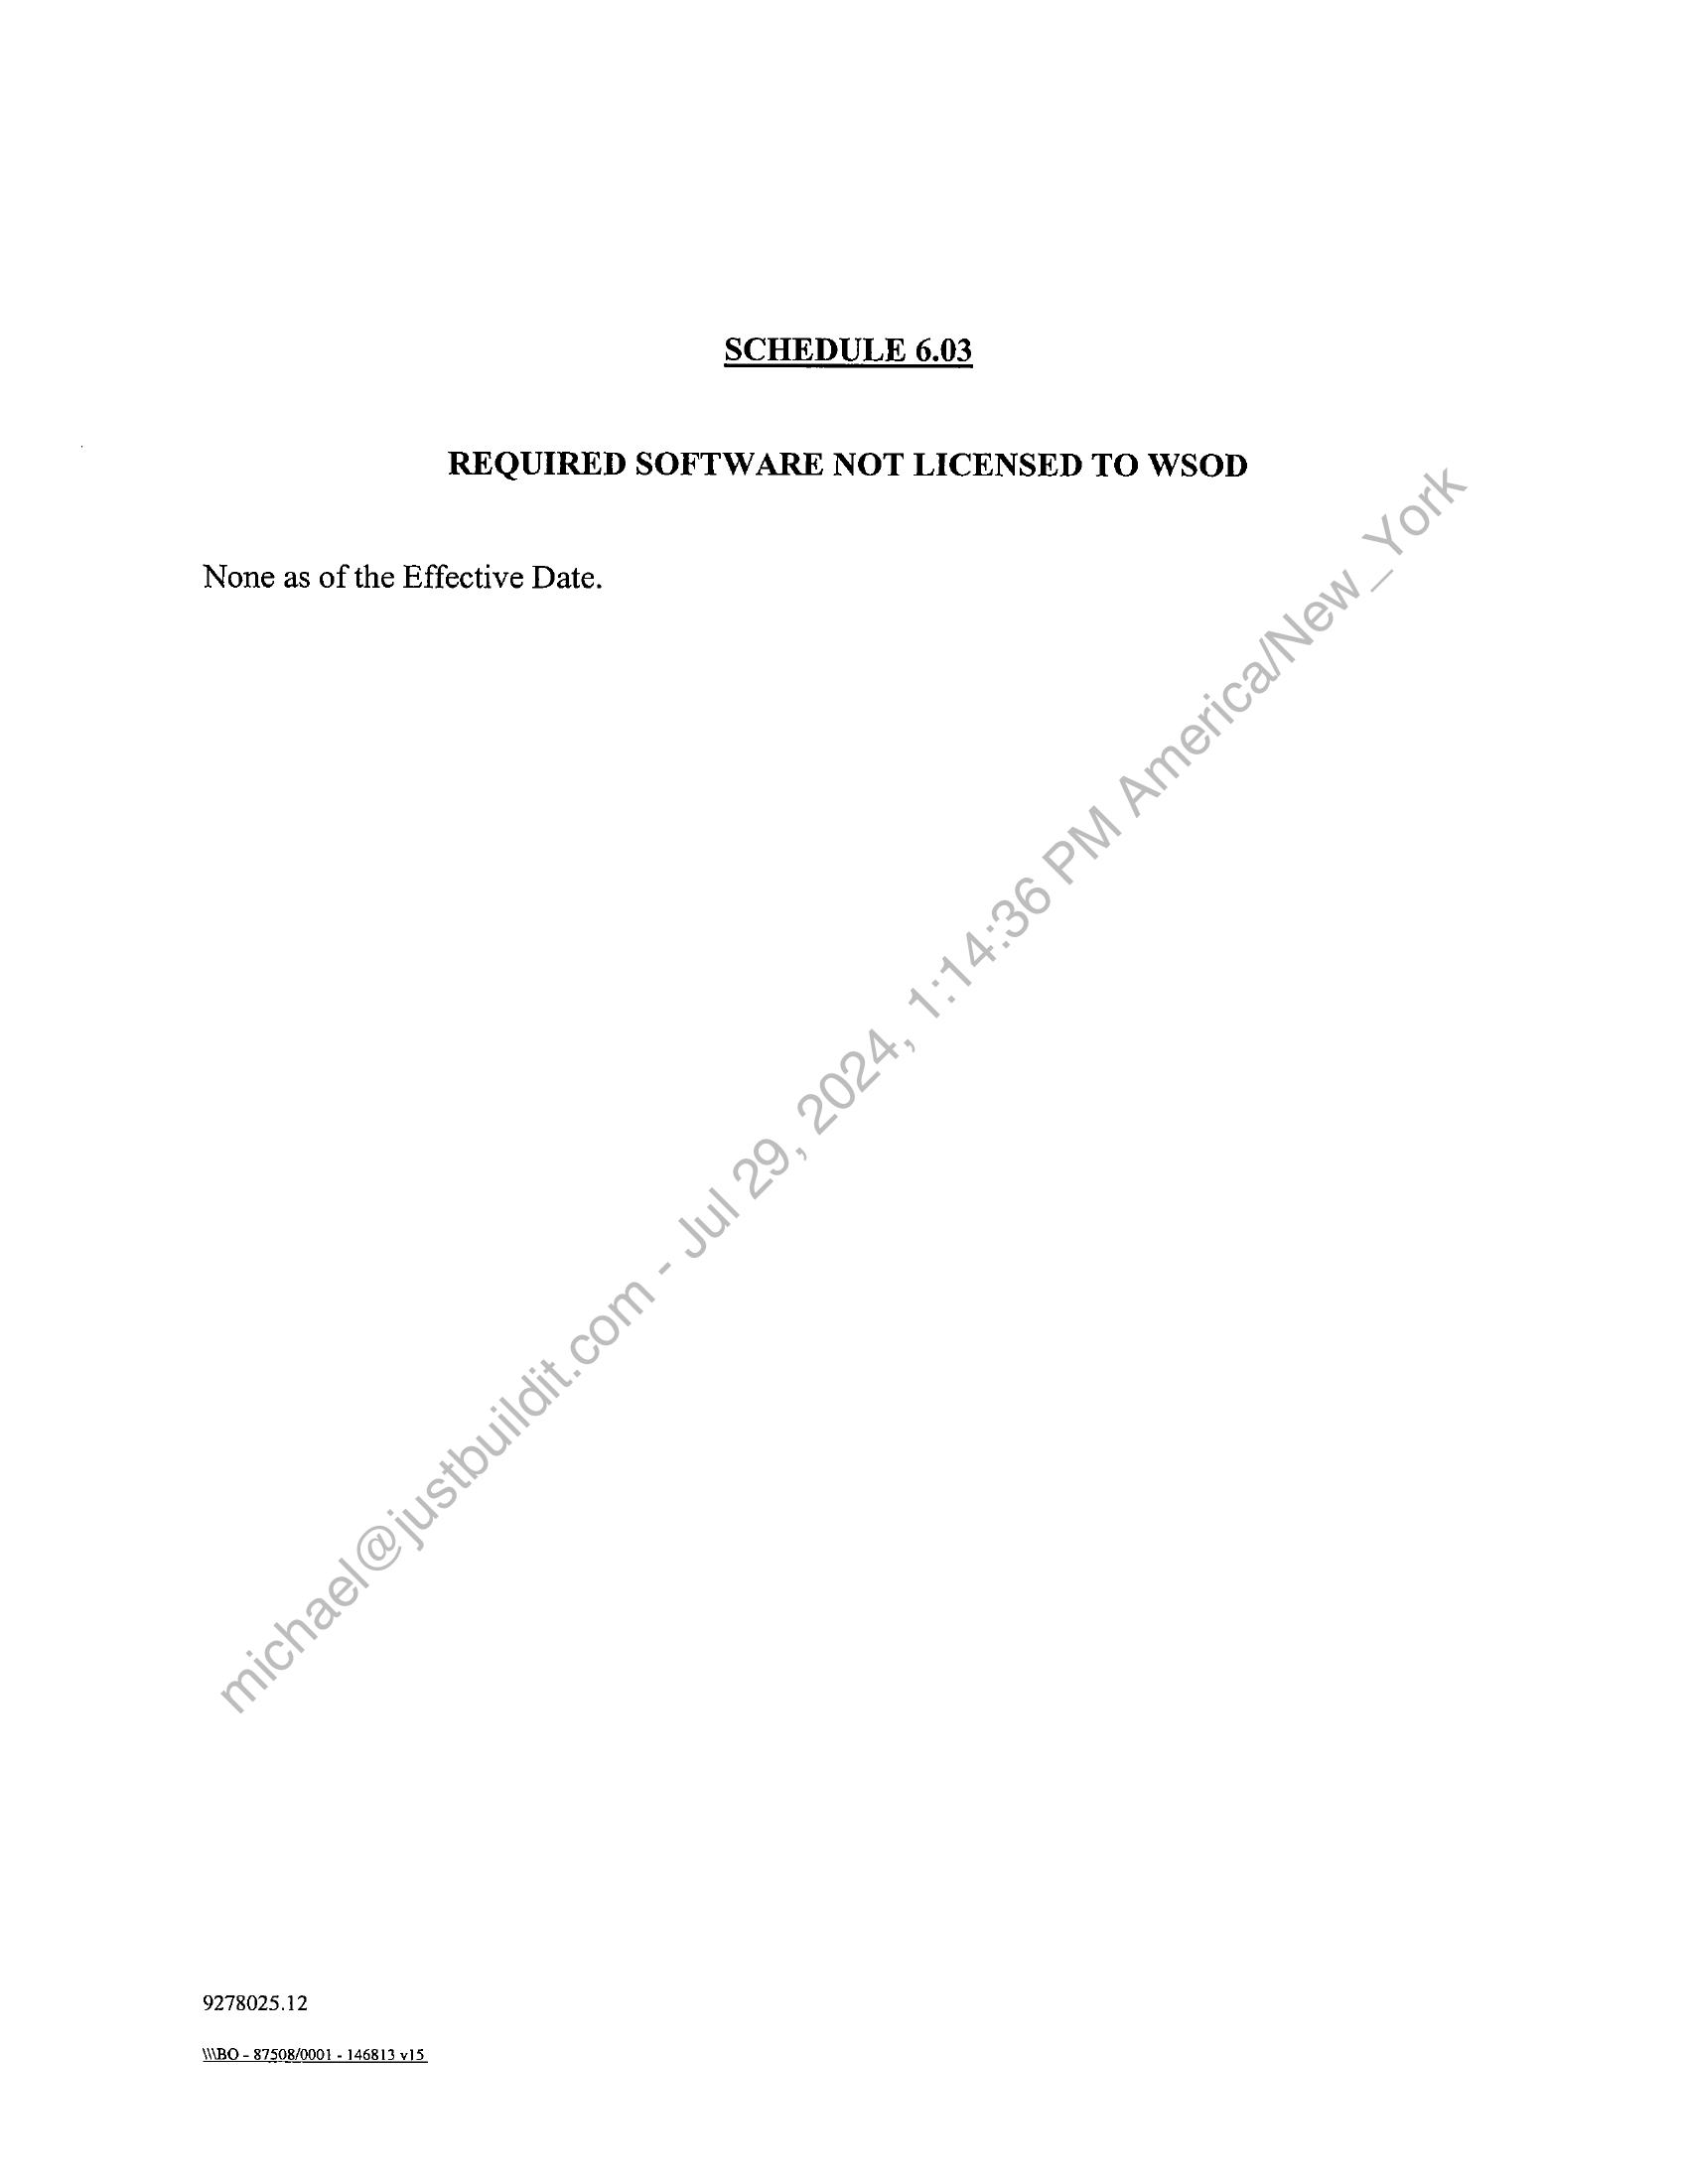 SCHEDULE 6.03
REQUIRED SOFTWARE NOT LICENSED TO WSOD
None as of the Effective Date.
michael@justbuildit.com - Jul 29, 2024, 1:14:36 PM America/New_York
9278025.12
\\\BO - 87508/0001 - 146813 v15